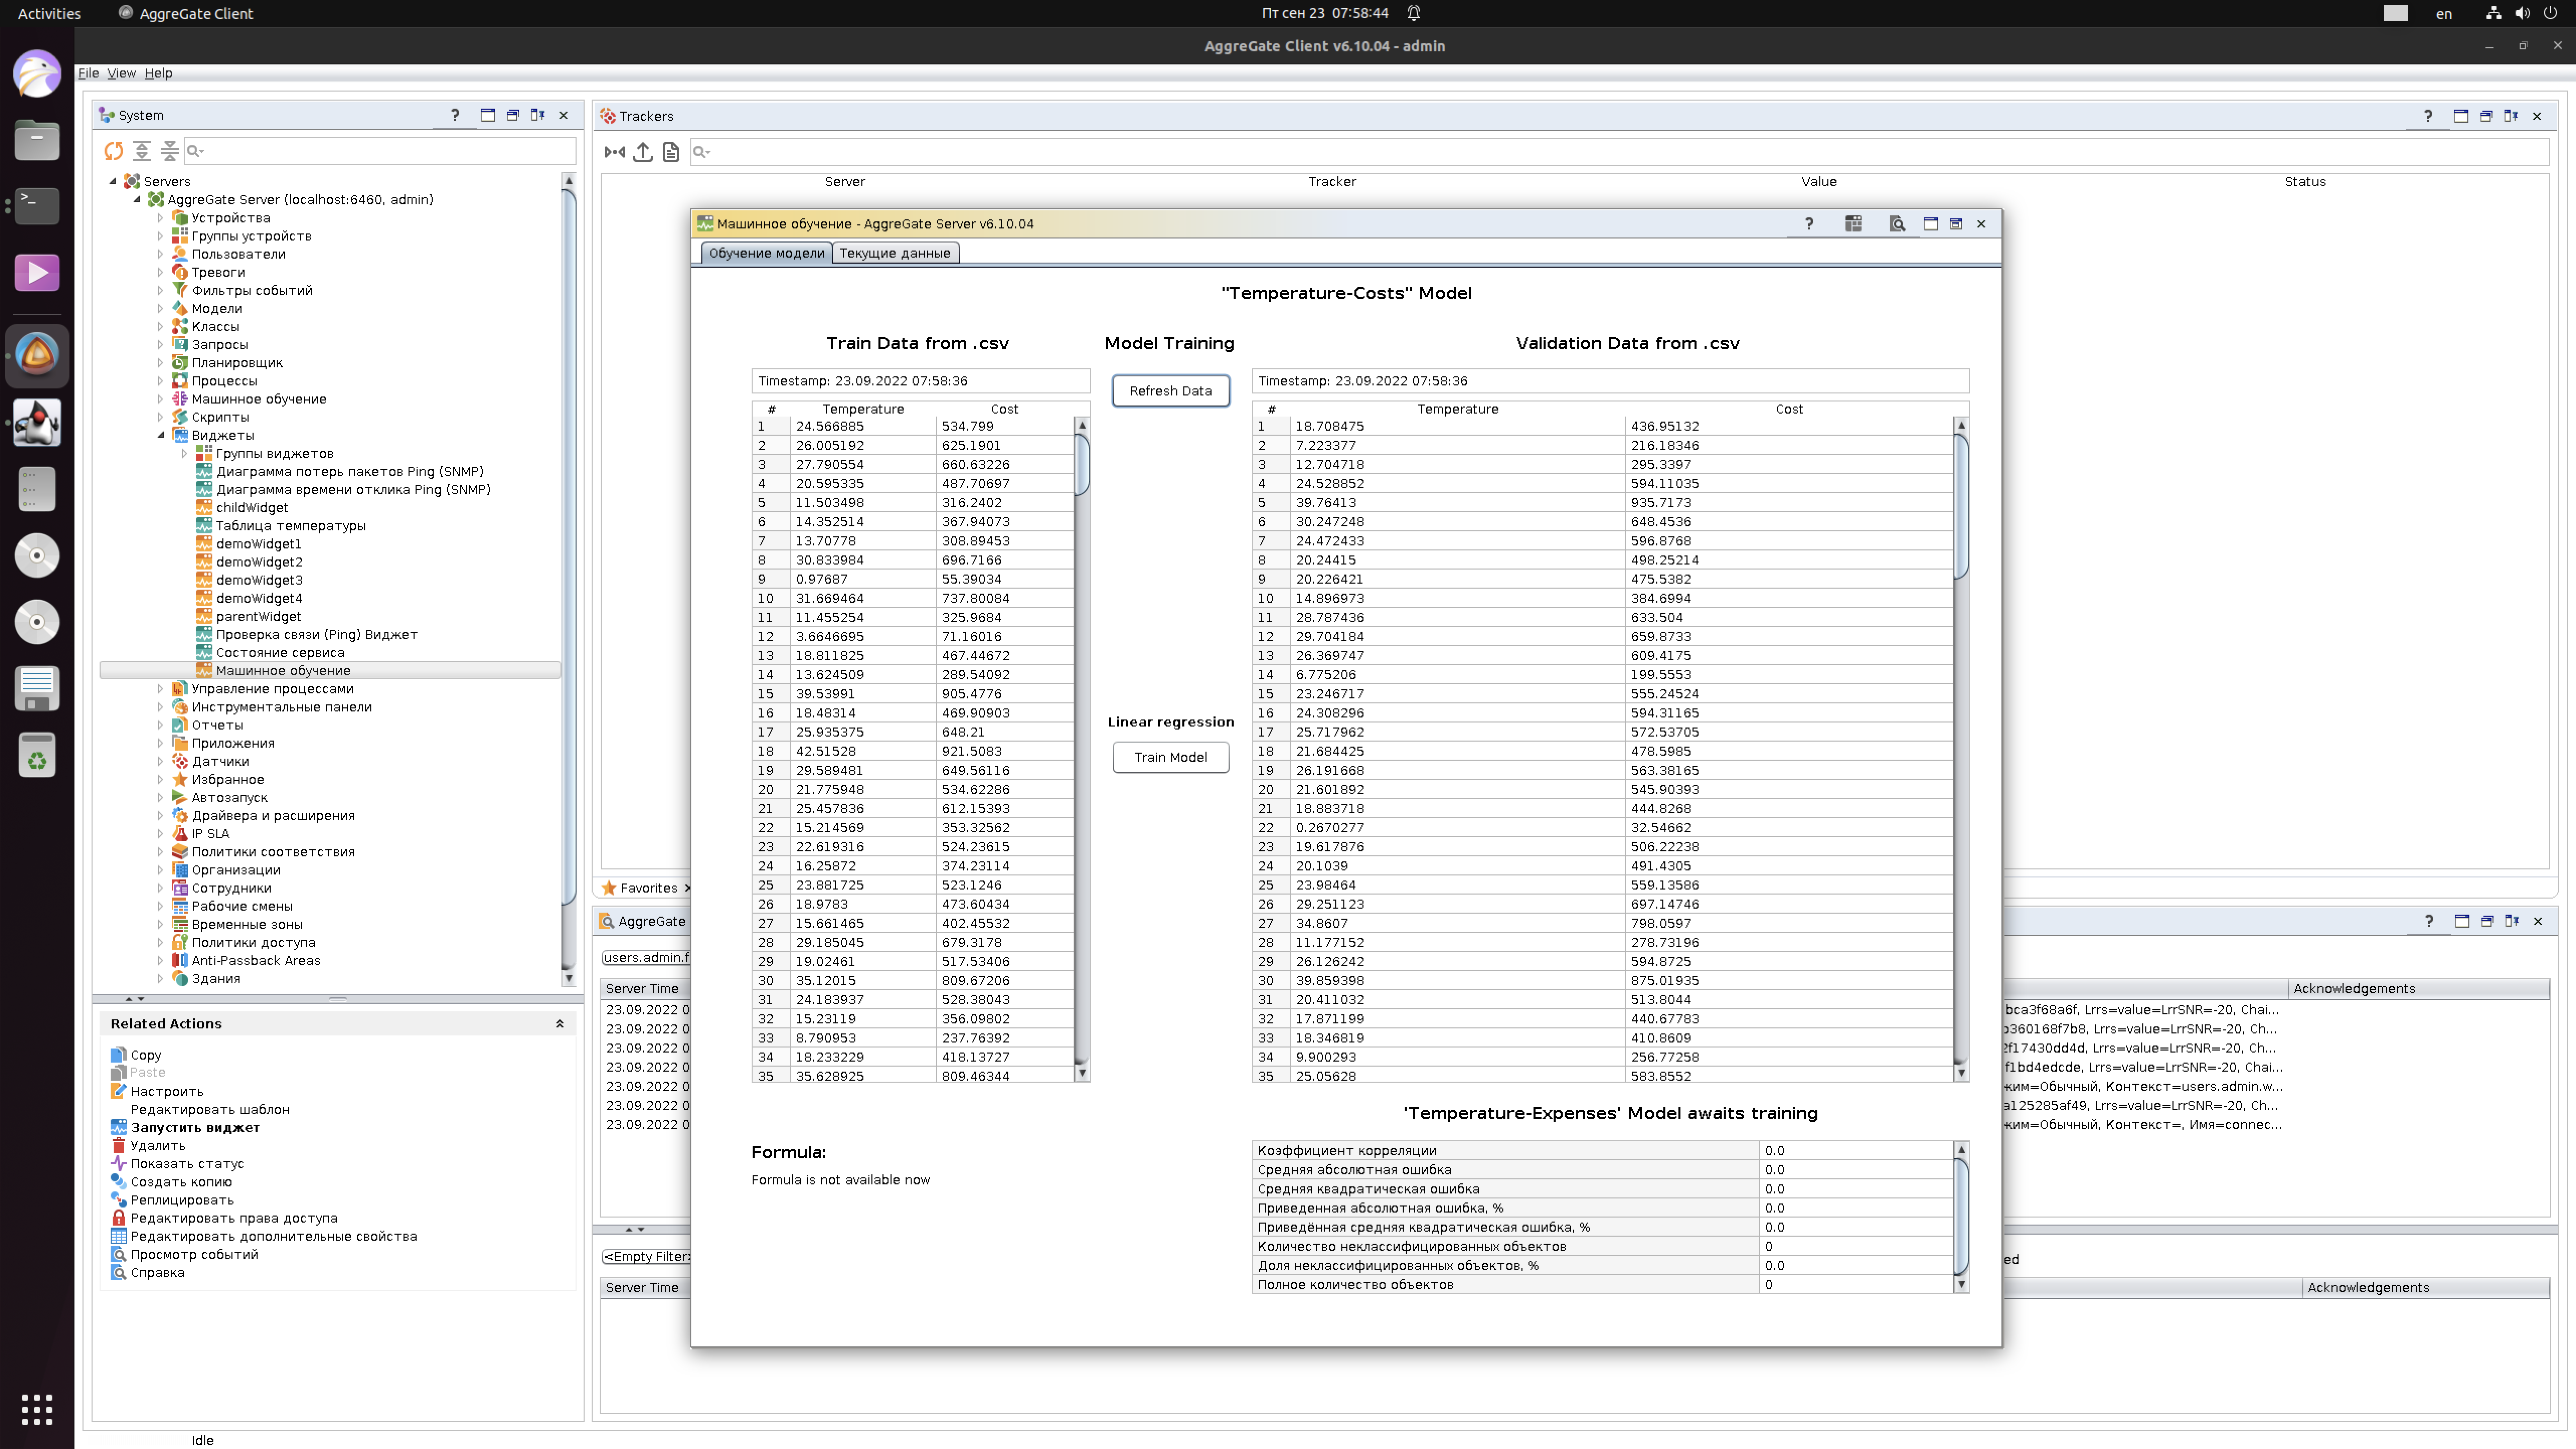 Activities AggreGate Client Пт сен 23 07:58:44 en
AggreGate Client v6.10.04 - admin
File View Help
System
Servers
AggreGate Server (localhost:6460, admin)
Устройства
Группы устройств
Пользователи
Тревоги
Фильтры событий
Модели
Классы
Запросы
Планировщик
Процессы
Машинное обучение
Скрипты
Виджеты
Группы виджетов
Диаграмма потерь пакетов Ping (SNMP)
Диаграмма времени отклика Ping (SNMP)
childWidget
Таблица температуры
demoWidget1
demoWidget2
demoWidget3
demoWidget4
parentWidget
Проверка связи (Ping) Виджет
Состояние сервиса
Машинное обучение
Управление процессами
Инструментальные панели
Отчеты
Приложения
Датчики
Избранное
Автозапуск
Драйвера и расширения
IP SLA
Политики соответствия
Организации
Сотрудники
Рабочие смены
Временные зоны
Политики доступа
Anti-Passback Areas
Здания
Related Actions
Copy
Paste
Настроить
Редактировать шаблон
Запустить виджет
Удалить
Показать статус
Создать копию
Реплицировать
Редактировать права доступа
Редактировать дополнительные свойства
Просмотр событий
Справка
Idle
Trackers
Server Tracker Value Status
Favorites
Машинное обучение - AggreGate Server v6.10.04
Обучение модели Текущие данные
"Temperature-Costs" Model
Train Data from .csv
Timestamp: 23.09.2022 07:58:36
# Temperature Cost
1 24.566885 534.799
2 26.005192 625.1901
3 27.790554 660.63226
4 20.595335 487.70697
5 11.503498 316.2402
6 14.352514 367.94073
7 13.70778 308.89453
8 30.833984 696.7166
9 0.97687 55.39034
10 31.669464 737.80084
11 11.455254 325.9684
12 3.6646695 71.16016
13 18.811825 467.44672
14 13.624509 289.54092
15 39.53991 905.4776
16 18.48314 469.90903
17 25.935375 648.21
18 42.51528 921.5083
19 29.589481 649.56116
20 21.775948 534.62286
21 25.457836 612.15393
22 15.214569 353.32562
23 22.619316 524.23615
24 16.25872 374.23114
25 23.881725 523.1246
26 18.9783 473.60434
27 15.661465 402.45532
28 29.185045 679.3178
29 19.02461 517.53406
30 35.12015 809.67206
31 24.183937 528.38043
32 15.23119 356.09802
33 8.790953 237.76392
34 18.233229 418.13727
35 35.628925 809.46344
Model Training
Refresh Data
Linear regression
Train Model
Validation Data from .csv
Timestamp: 23.09.2022 07:58:36
# Temperature Cost
1 18.708475 436.95132
2 7.223377 216.18346
3 12.704718 295.3397
4 24.528852 594.11035
5 39.76413 935.7173
6 30.247248 648.4536
7 24.472433 596.8768
8 20.24415 498.25214
9 20.226421 475.5382
10 14.896973 384.6994
11 28.787436 633.504
12 29.704184 659.8733
13 26.369747 609.4175
14 6.775206 199.5553
15 23.246717 555.24524
16 24.308296 594.31165
17 25.717962 572.53705
18 21.684425 478.5985
19 26.191668 563.38165
20 21.601892 545.90393
21 18.883718 444.8268
22 0.2670277 32.54662
23 19.617876 506.22238
24 20.1039 491.4305
25 23.98464 559.13586
26 29.251123 697.14746
27 34.8607 798.0597
28 11.177152 278.73196
29 26.126242 594.8725
30 39.859398 875.01935
31 20.411032 513.8044
32 17.871199 440.67783
33 18.346819 410.8609
34 9.900293 256.77258
35 25.05628 583.8552
Formula:
Formula is not available now
'Temperature-Expenses' Model awaits training
Коэффициент корреляции 0.0
Средняя абсолютная ошибка 0.0
Средняя квадратическая ошибка 0.0
Приведенная абсолютная ошибка, % 0.0
Приведённая средняя квадратическая ошибка, % 0.0
Количество неклассифицированных объектов 0
Доля неклассифицированных объектов, % 0.0
Полное количество объектов 0
AggreGate
users.admin.f
Server Time Acknowledgements
23.09.2022 0 bca3f68a6f, Lrrs=value=LrrSNR=-20, Chai...
23.09.2022 0 b360168f7b8, Lrrs=value=LrrSNR=-20, Ch...
23.09.2022 0 2f17430dd4d, Lrrs=value=LrrSNR=-20, Ch...
23.09.2022 0 f1bd4edcde, Lrrs=value=LrrSNR=-20, Chai...
23.09.2022 0 ким=Обычный, Контекст=users.admin.w...
23.09.2022 0 a125285af49, Lrrs=value=LrrSNR=-20, Ch...
23.09.2022 0 ким=Обычный, Контекст=, Имя=connec...
<Empty Filter> ed
Server Time Acknowledgements